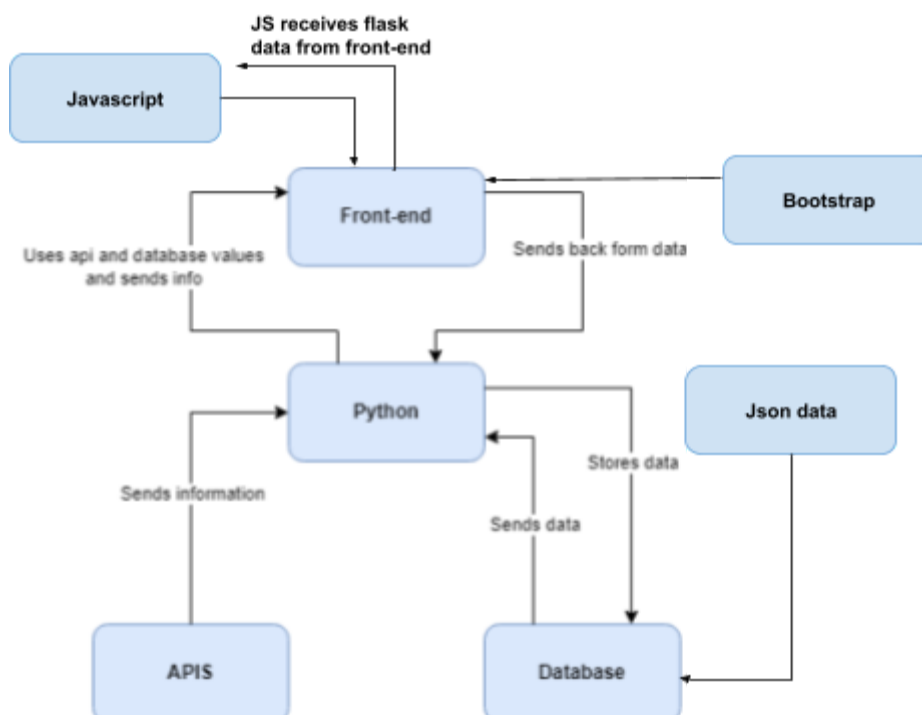 JS receives flask
data from front-end
Javascript
Front-end
Bootstrap
Uses api and database values
and sends info
Sends back form data
Python
Json data
Stores data
Sends information
Sends data
APIS
Database